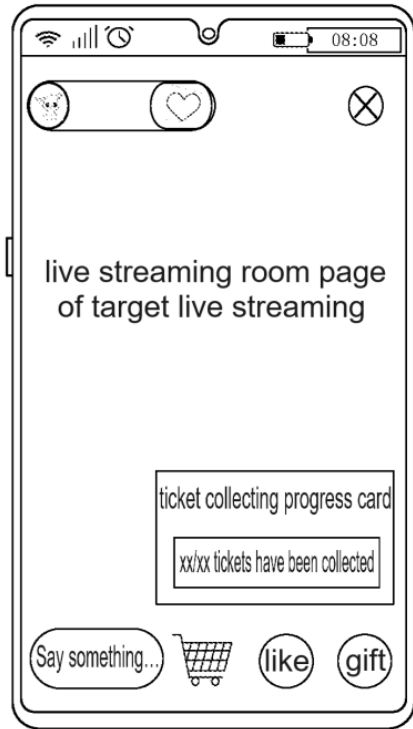 08:08
live streaming room page
of target live streaming
ticket collecting progress card
xx/xx tickets have been collected
Say something...
like
gift